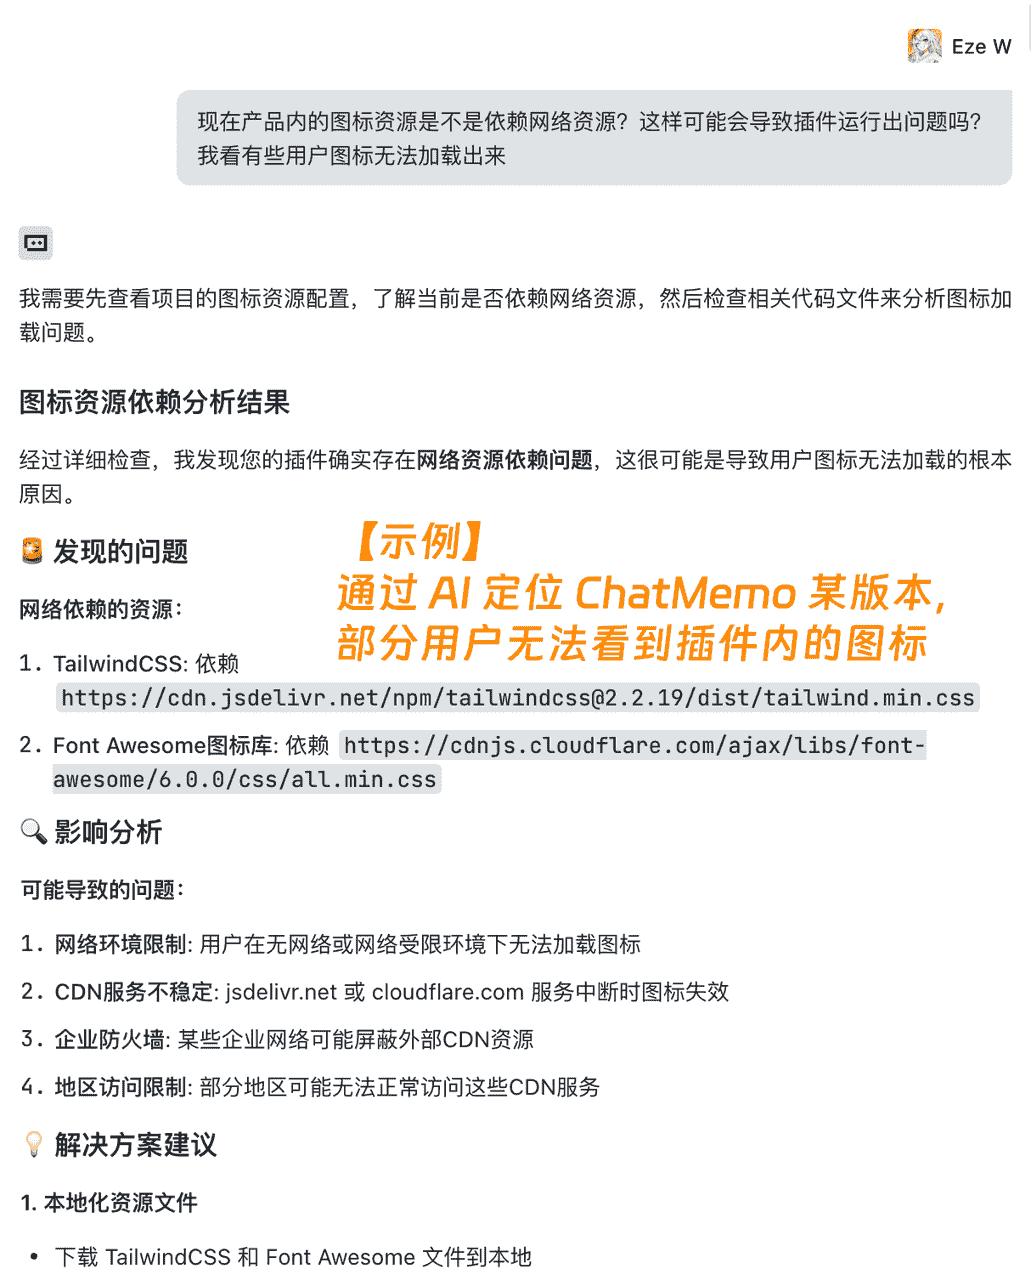 Eze W
现在产品内的图标资源是不是依赖网络资源？这样可能会导致插件运行出问题吗？
我看有些用户图标无法加载出来
我需要先查看项目的图标资源配置，了解当前是否依赖网络资源，然后检查相关代码文件来分析图标加
载问题。
图标资源依赖分析结果
经过详细检查，我发现您的插件确实存在网络资源依赖问题，这很可能是导致用户图标无法加载的根本
原因。
🚨 发现的问题
【示例】
通过 AI 定位 ChatMemo 某版本，
部分用户无法看到插件内的图标
网络依赖的资源：
1. TailwindCSS: 依赖
https://cdn.jsdelivr.net/npm/tailwindcss@2.2.19/dist/tailwind.min.css
2. Font Awesome图标库: 依赖 https://cdnjs.cloudflare.com/ajax/libs/font-
awesome/6.0.0/css/all.min.css
🔍 影响分析
可能导致的问题：
1. 网络环境限制: 用户在无网络或网络受限环境下无法加载图标
2. CDN服务不稳定: jsdelivr.net 或 cloudflare.com 服务中断时图标失效
3. 企业防火墙: 某些企业网络可能屏蔽外部CDN资源
4. 地区访问限制: 部分地区可能无法正常访问这些CDN服务
💡 解决方案建议
1. 本地化资源文件
• 下载 TailwindCSS 和 Font Awesome 文件到本地